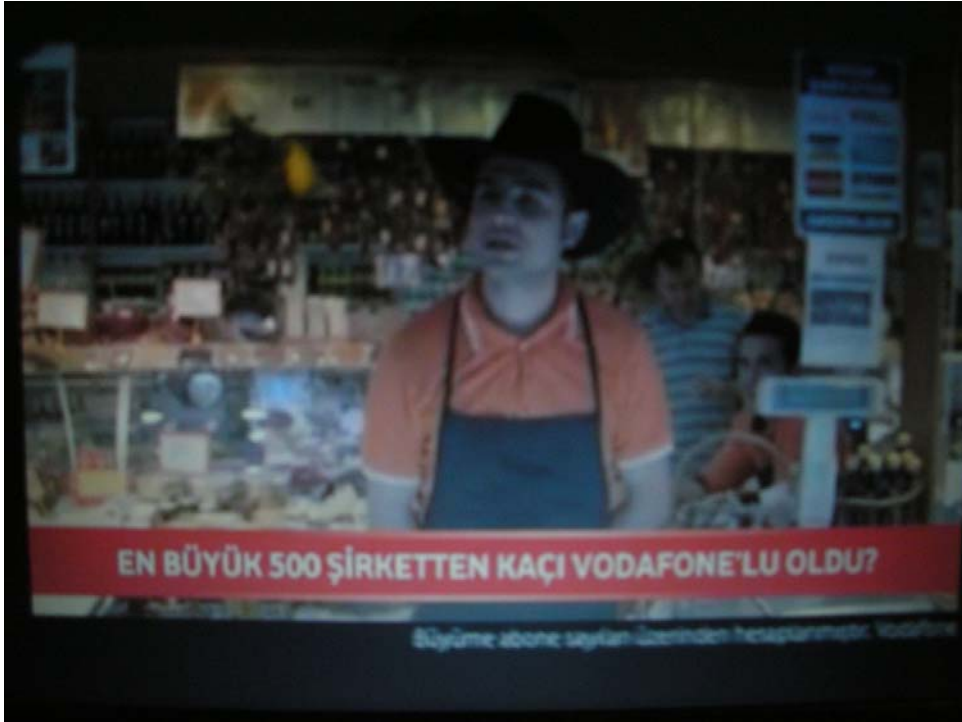 EN BÜYÜK 500 ŞİRKETTEN KAÇI VODAFONE'LU OLDU?
Büyüme abone sayıları üzerinden hesaplanmıştır. Vodafone